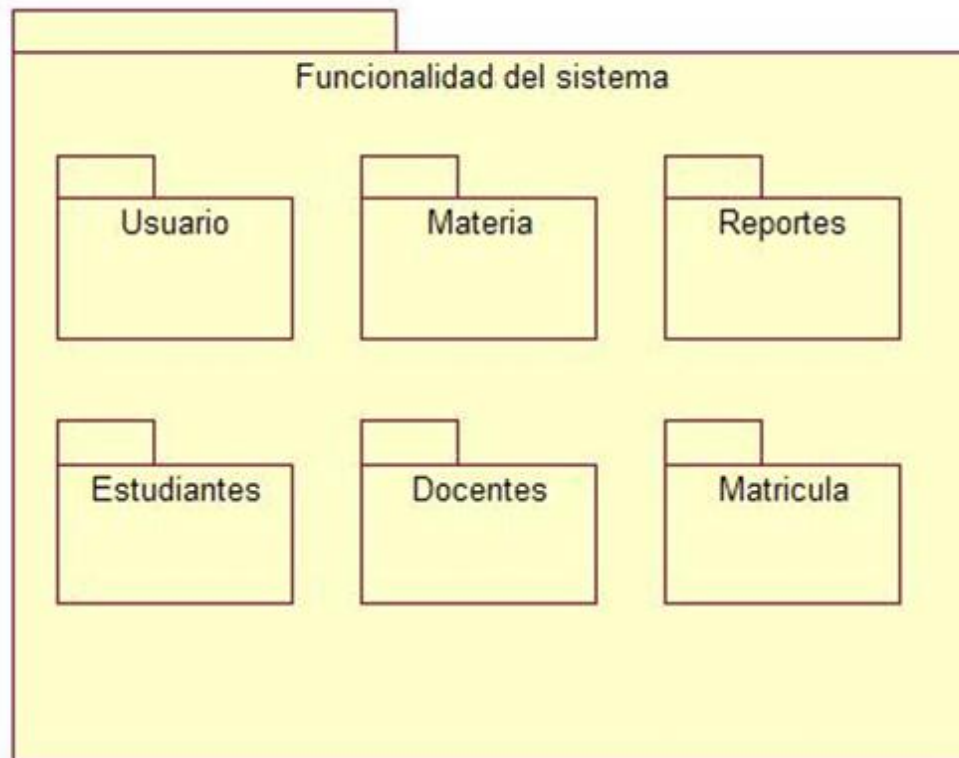 Funcionalidad del sistema
Usuario
Materia
Reportes
Estudiantes
Docentes
Matricula